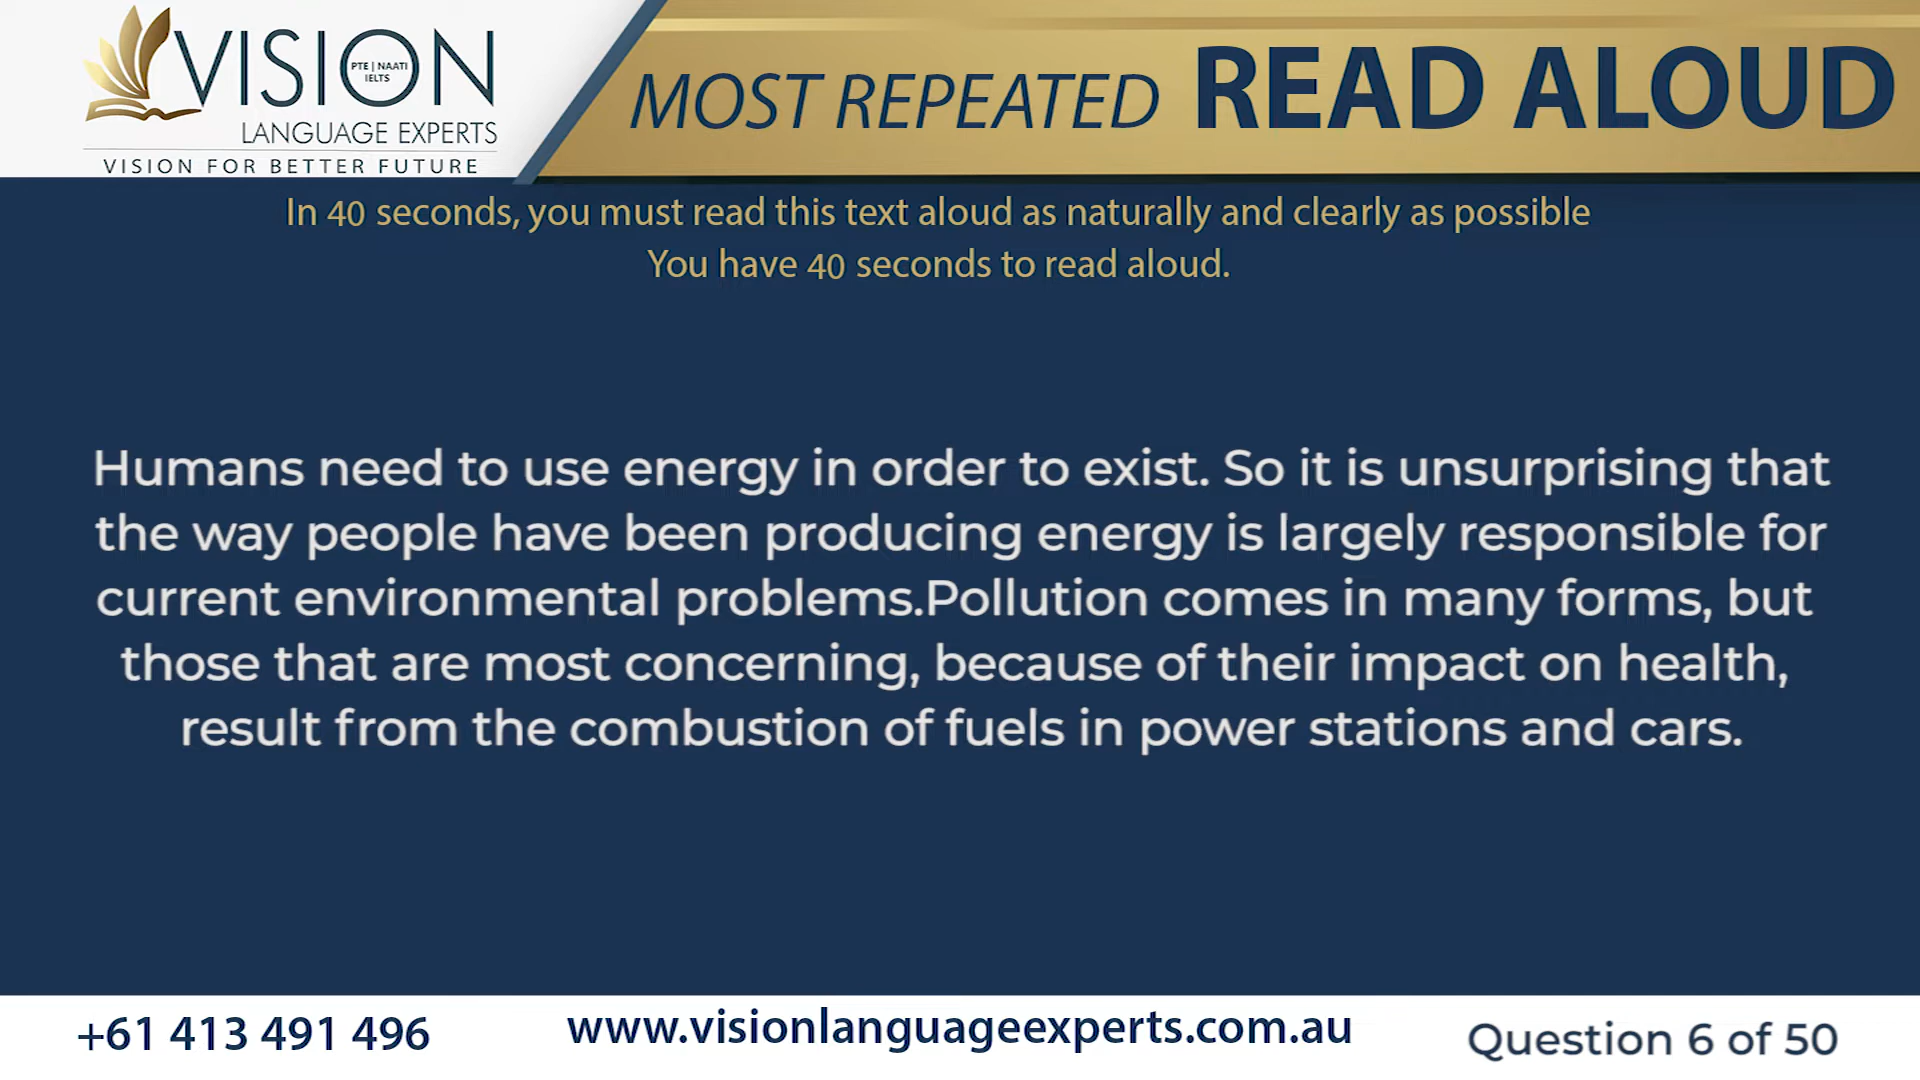 VISION
PTE | NAATI
IELTS
LANGUAGE EXPERTS
VISION FOR BETTER FUTURE
MOST REPEATED READ ALOUD
In 40 seconds, you must read this text aloud as naturally and clearly as possible
You have 40 seconds to read aloud.
Humans need to use energy in order to exist. So it is unsurprising that
the way people have been producing energy is largely responsible for
current environmental problems.Pollution comes in many forms, but
those that are most concerning, because of their impact on health,
result from the combustion of fuels in power stations and cars.
+61 413 491 496
www.visionlanguageexperts.com.au
Question 6 of 50